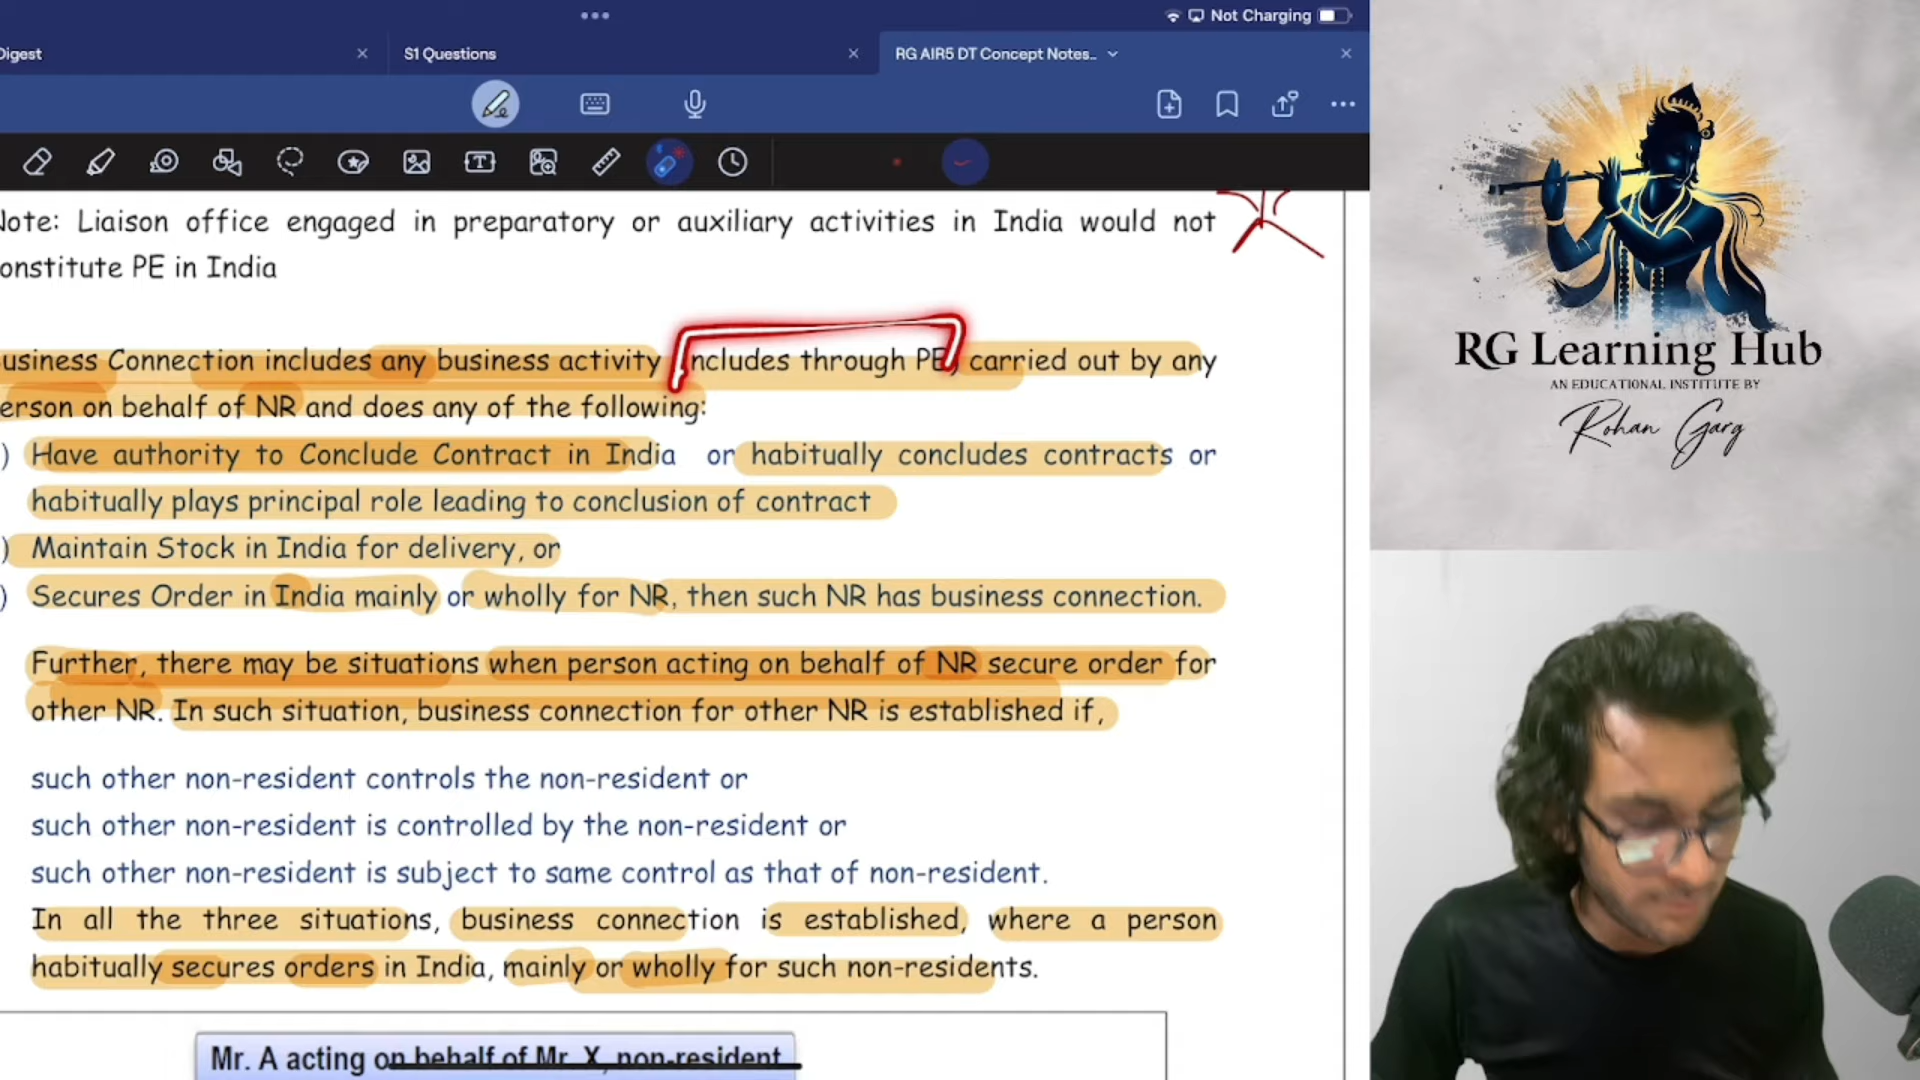 Not Charging
Digest
S1 Questions
RG AIR5 DT Concept Notes..
Note: Liaison office engaged in preparatory or auxiliary activities in India would not
constitute PE in India
Business Connection includes any business activity includes through PE, carried out by any
person on behalf of NR and does any of the following:
) Have authority to Conclude Contract in India or habitually concludes contracts or
habitually plays principal role leading to conclusion of contract
) Maintain Stock in India for delivery, or
) Secures Order in India mainly or wholly for NR, then such NR has business connection.
Further, there may be situations when person acting on behalf of NR secure order for
other NR. In such situation, business connection for other NR is established if,
such other non-resident controls the non-resident or
such other non-resident is controlled by the non-resident or
such other non-resident is subject to same control as that of non-resident.
In all the three situations, business connection is established, where a person
habitually secures orders in India, mainly or wholly for such non-residents.
Mr. A acting on behalf of Mr. X, non-resident
RG Learning Hub
AN EDUCATIONAL INSTITUTE BY
Rohan Garg